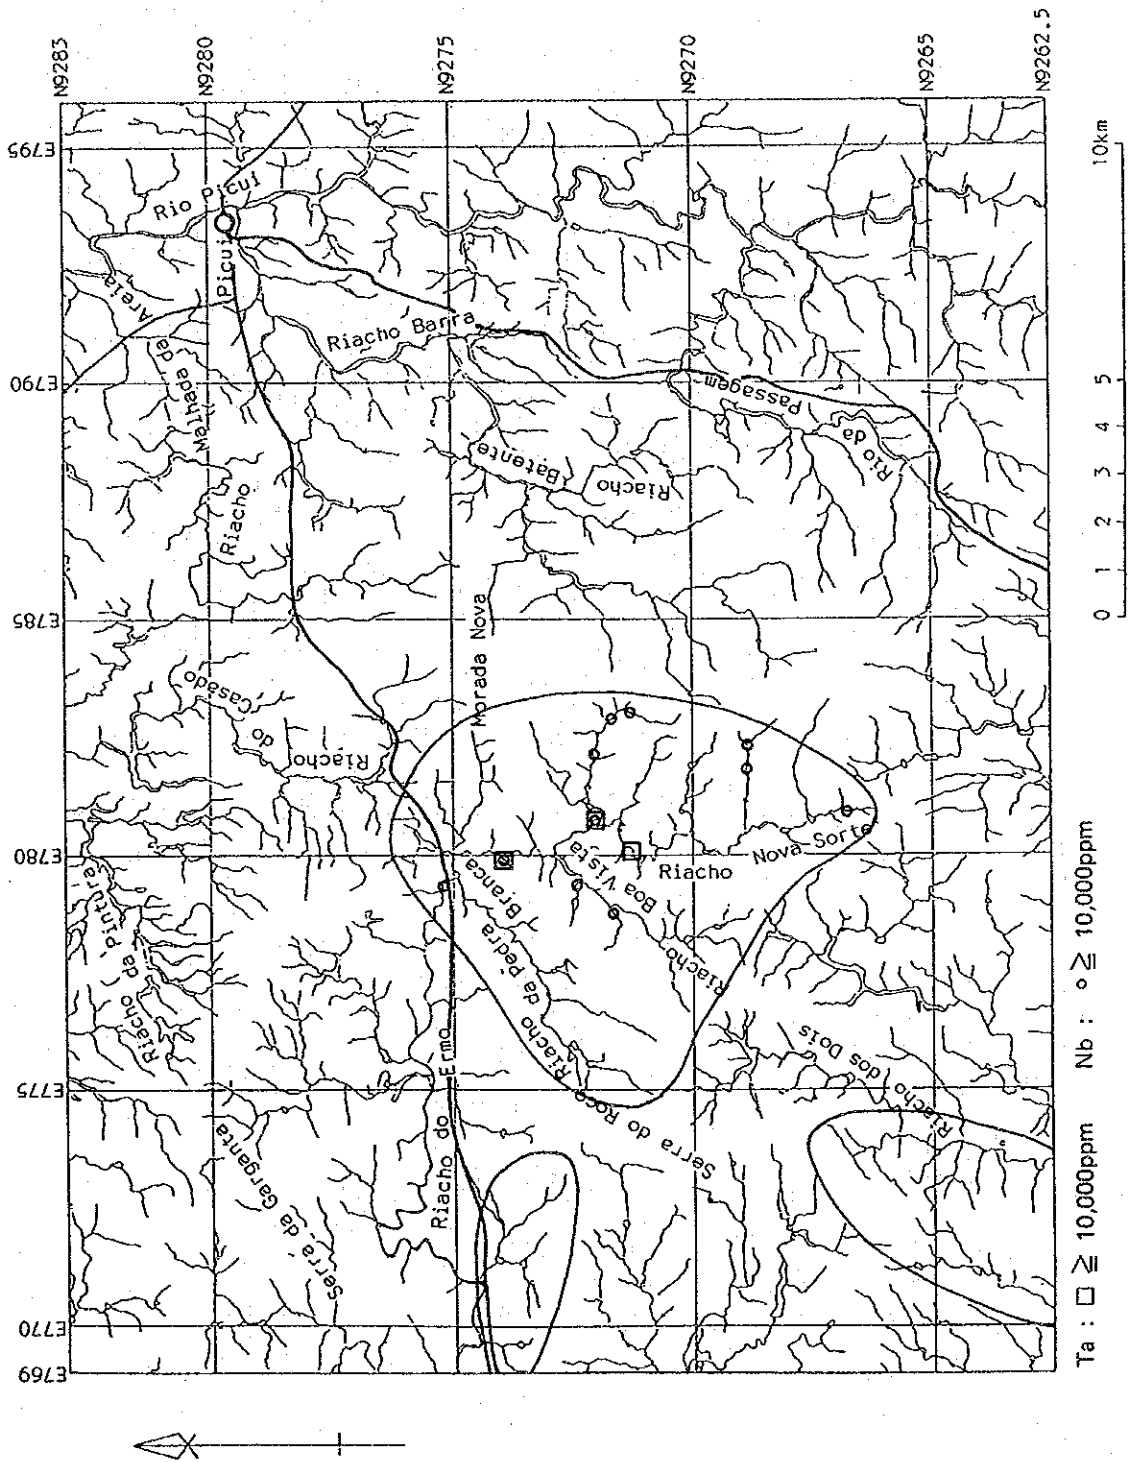 N9283
N9280
N9275
N9270
N9265
N9262.5
E795
E790
E785
E780
E775
E770
E769
Rio Picui
Picui
Areia
Malhada da
Riacho
Riacho Barra
Batente
Riacho
Passagem
Rio da
Morada Nova
Casado
do
Riacho
Riacho da Pintura
Nova Sorte
Riacho
Boa Vista
Riacho
Riacho da Pedra Branca
Riacho do Ermo
Serra do Roco
Riacho dos Dois
Serra da Garganta
0 1 2 3 4 5 10km
Ta : □ ≧ 10,000ppm Nb : ○ ≧ 10,000ppm